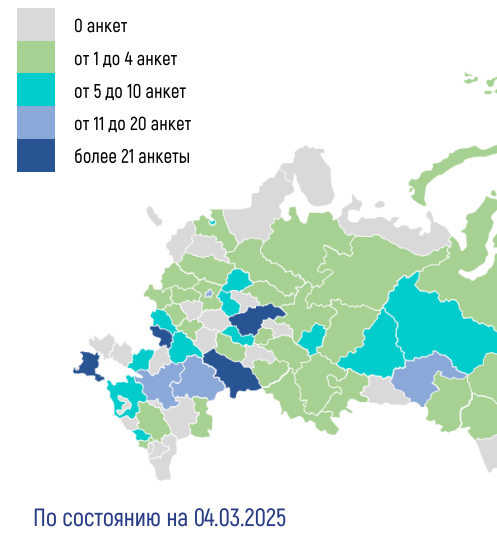 0 анкет
от 1 до 4 анкет
от 5 до 10 анкет
от 11 до 20 анкет
более 21 анкеты
По состоянию на 04.03.2025